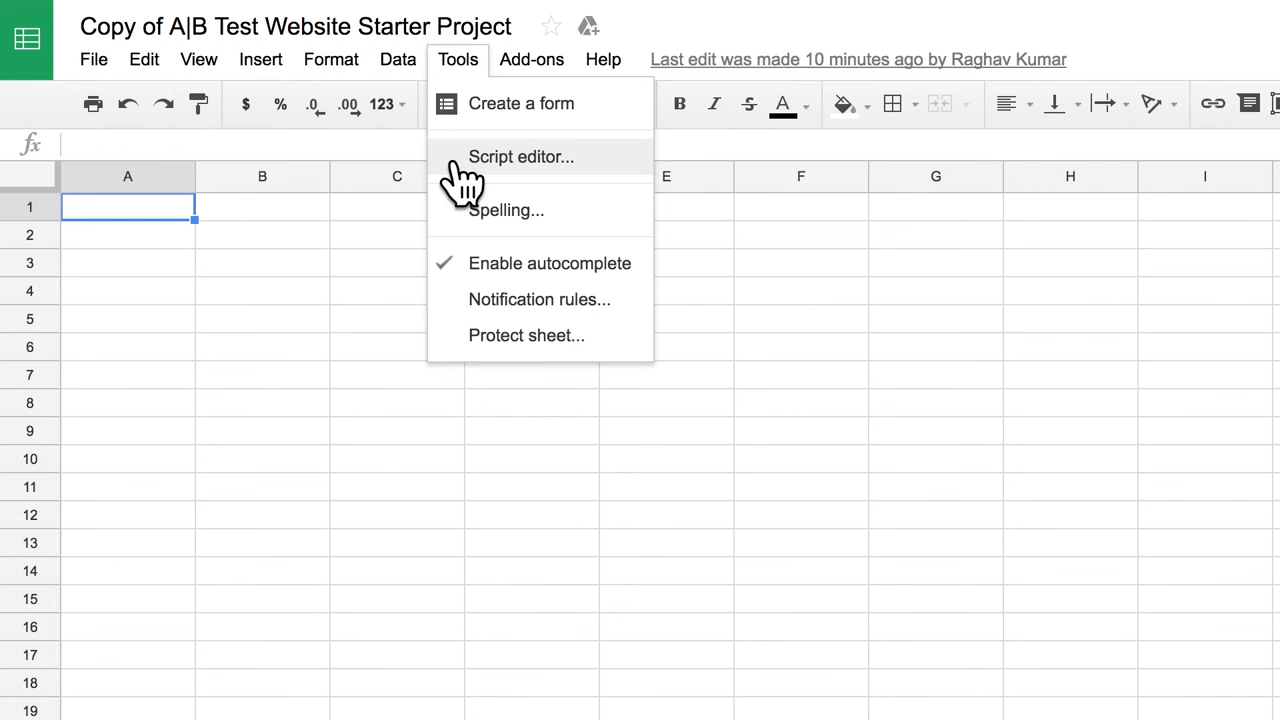 Copy of A|B Test Website Starter Project
File Edit View Insert Format Data Tools Add-ons Help Last edit was made 10 minutes ago by Raghav Kumar
$ % .0 .00 123 B I S A
Create a form
fx
Script editor...
A B C E F G H I
Spelling...
Enable autocomplete
Notification rules...
Protect sheet...
1
2
3
4
5
6
7
8
9
10
11
12
13
14
15
16
17
18
19